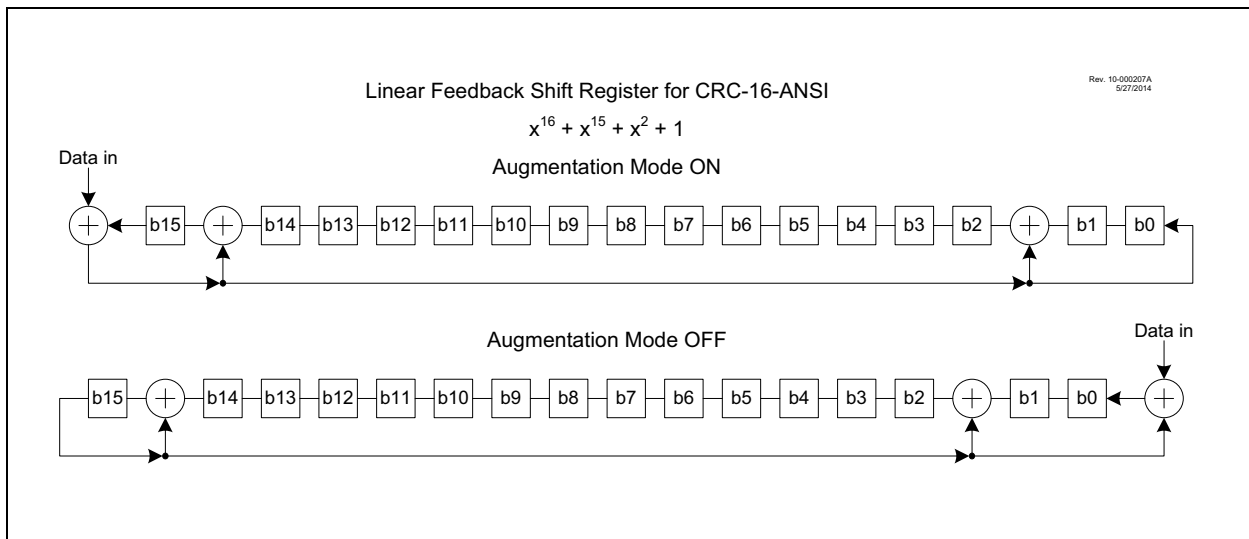 Rev. 10-000207A
5/27/2014
Linear Feedback Shift Register for CRC-16-ANSI
x¹⁶ + x¹⁵ + x² + 1
Augmentation Mode ON
Data in
+ b15 + b14 b13 b12 b11 b10 b9 b8 b7 b6 b5 b4 b3 b2 + b1 b0
Augmentation Mode OFF
Data in
b15 + b14 b13 b12 b11 b10 b9 b8 b7 b6 b5 b4 b3 b2 + b1 b0 +